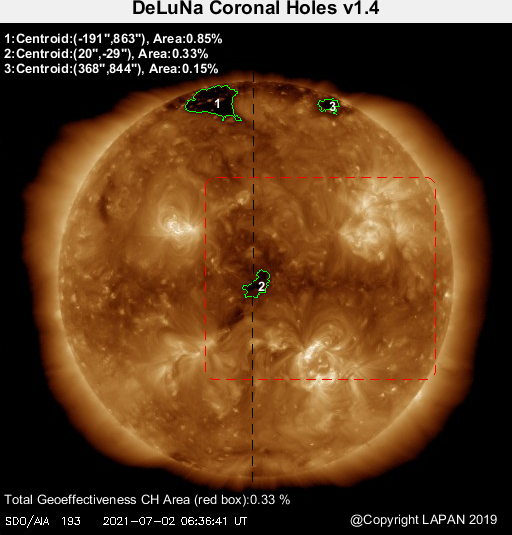 DeLuNa Coronal Holes v1.4
1:Centroid:(-191",863"), Area:0.85%
2:Centroid:(20",-29"), Area:0.33%
3:Centroid:(368",844"), Area:0.15%
1
3
2
Total Geoeffectiveness CH Area (red box):0.33 %
SDO/AIA 193 2021-07-02 06:36:41 UT
@Copyright LAPAN 2019